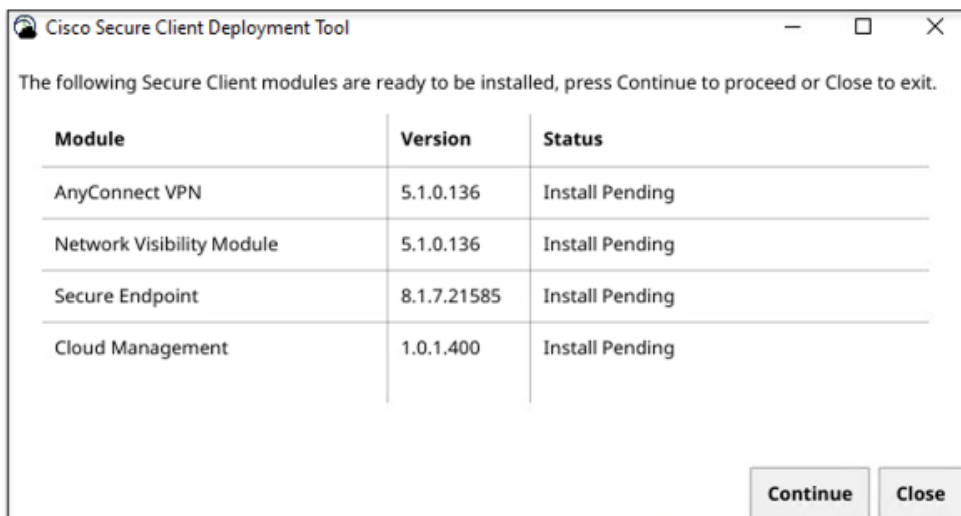 Cisco Secure Client Deployment Tool
The following Secure Client modules are ready to be installed, press Continue to proceed or Close to exit.
Module Version Status
AnyConnect VPN 5.1.0.136 Install Pending
Network Visibility Module 5.1.0.136 Install Pending
Secure Endpoint 8.1.7.21585 Install Pending
Cloud Management 1.0.1.400 Install Pending
Continue Close